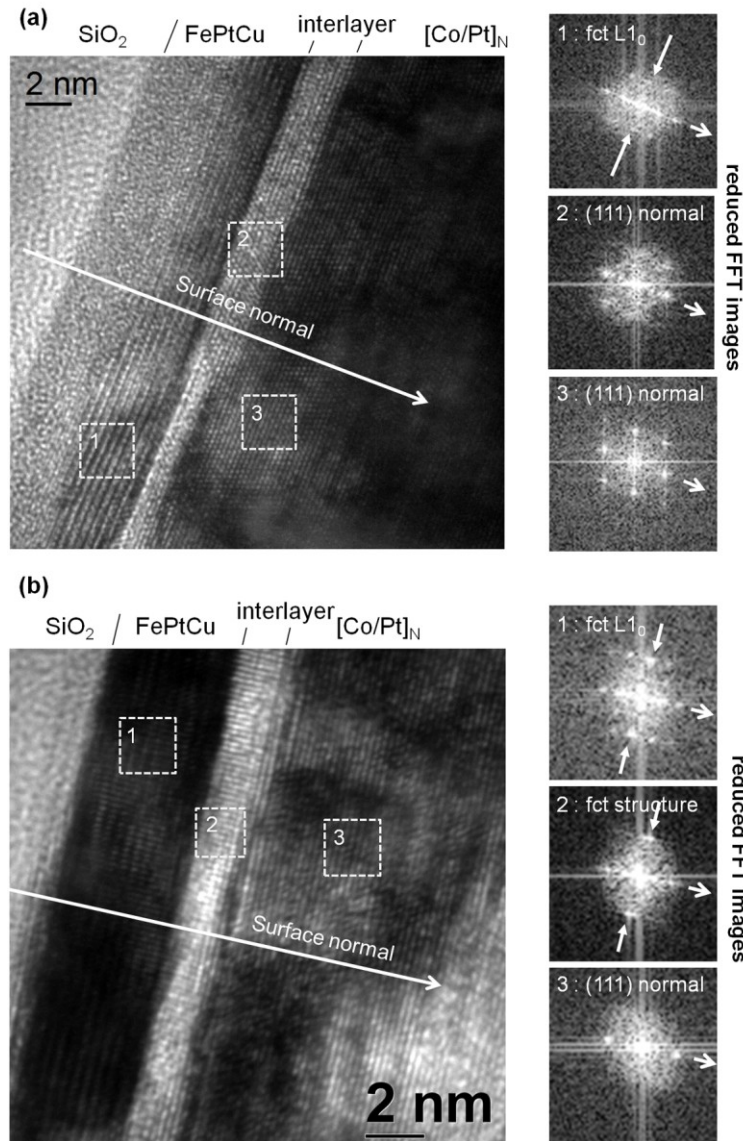 (a)
SiO₂ / FePtCu interlayer [Co/Pt]N
2 nm
1
2
3
Surface normal
1 : fct L1₀
2 : (111) normal
3 : (111) normal
reduced FFT images
(b)
SiO₂ / FePtCu interlayer [Co/Pt]N
1
2
3
Surface normal
2 nm
1 : fct L1₀
2 : fct structure
3 : (111) normal
reduced FFT images